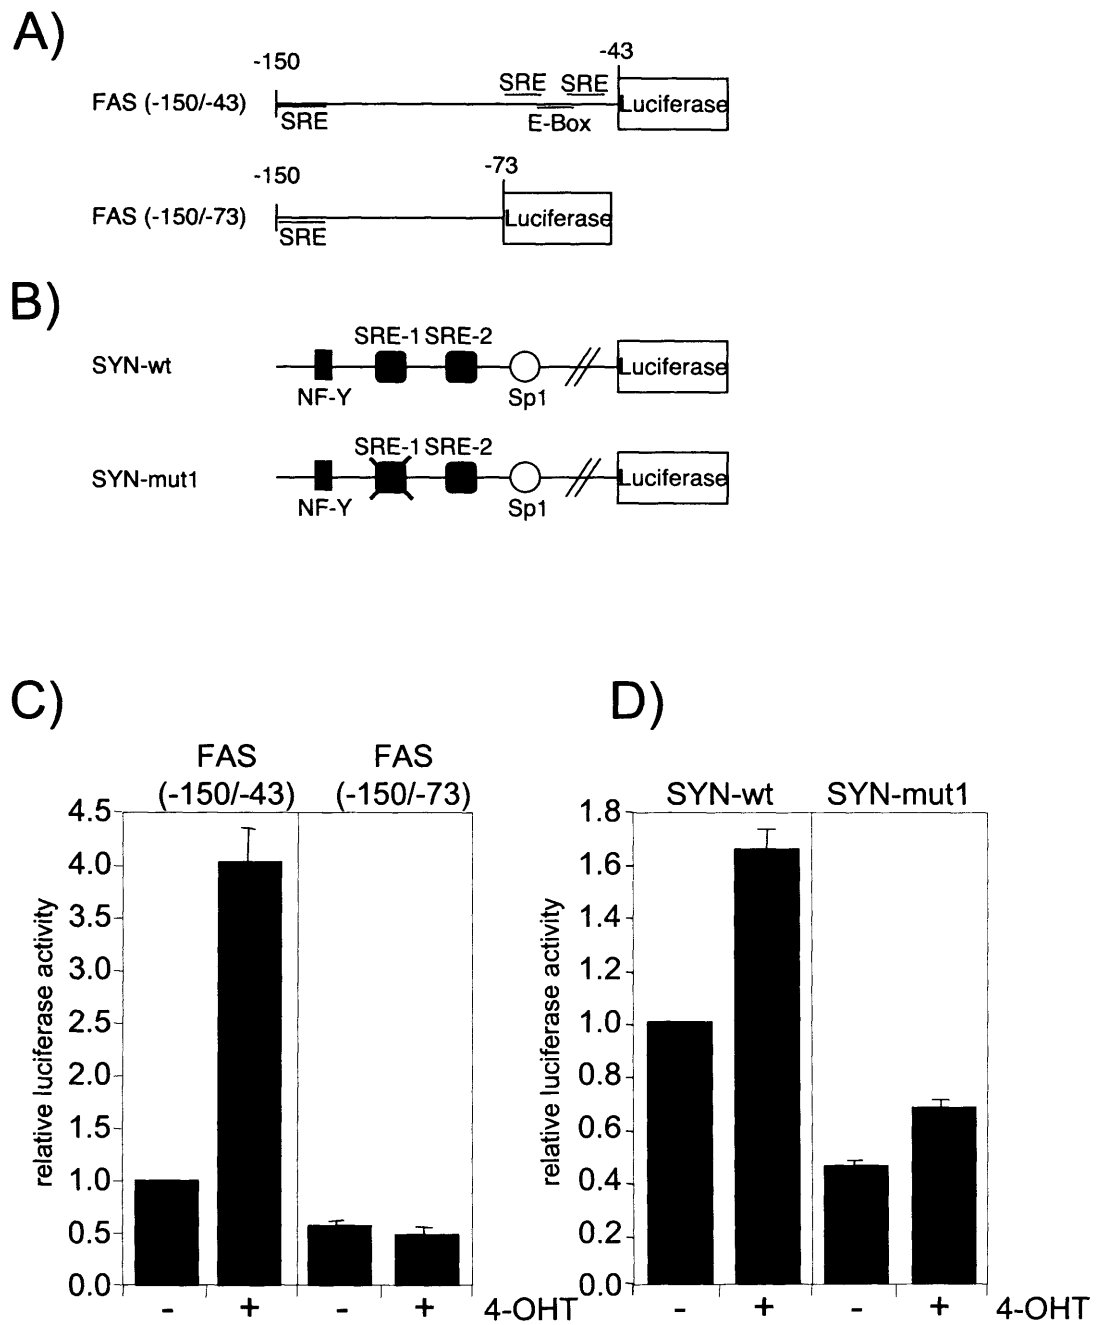 A)
-150
-43
SRE SRE
FAS (-150/-43)
Luciferase
SRE
E-Box
-150
-73
FAS (-150/-73)
Luciferase
SRE
B)
SRE-1 SRE-2
SYN-wt
Luciferase
NF-Y
Sp1
SRE-1 SRE-2
SYN-mut1
Luciferase
NF-Y
Sp1
C)
FAS
(-150/-43)
FAS
(-150/-73)
relative luciferase activity
4.5
4.0
3.5
3.0
2.5
2.0
1.5
1.0
0.5
0.0
- + - + 4-OHT
D)
SYN-wt
SYN-mut1
relative luciferase activity
1.8
1.6
1.4
1.2
1.0
0.8
0.6
0.4
0.2
0.0
- + - + 4-OHT